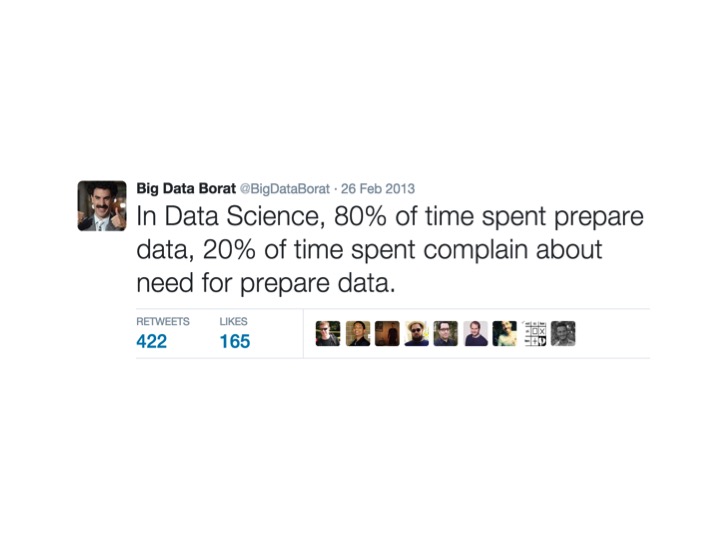 Big Data Borat @BigDataBorat · 26 Feb 2013
In Data Science, 80% of time spent prepare
data, 20% of time spent complain about
need for prepare data.
RETWEETS LIKES
422 165